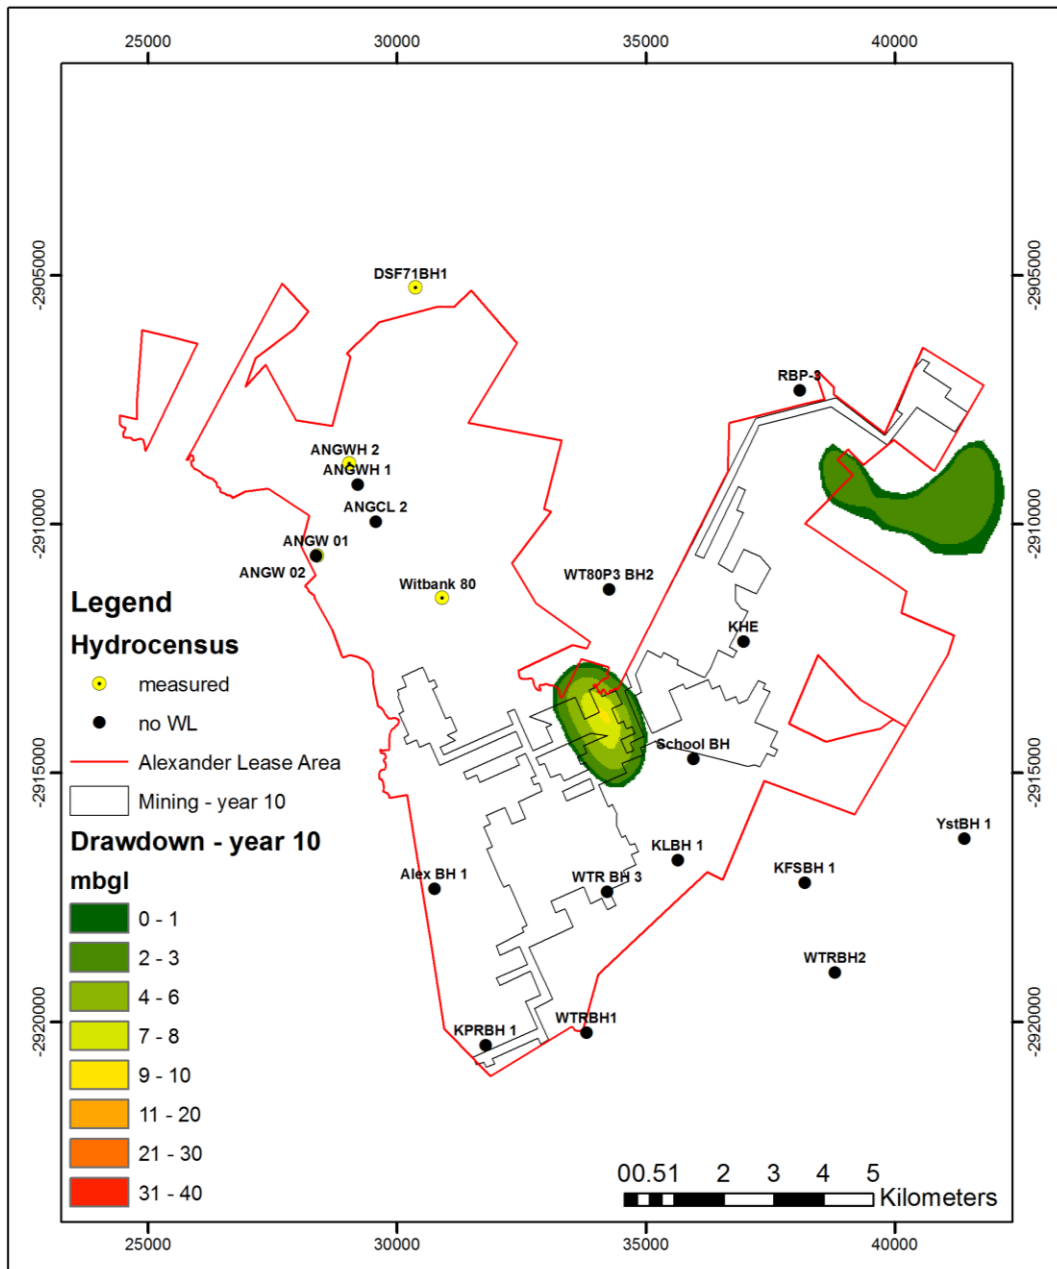 25000 30000 35000 40000
-2905000 -2905000
DSF71BH1
RBP-3
ANGWH 2
ANGWH 1
ANGCL 2
-2910000 -2910000
ANGW 01
ANGW 02
Witbank 80
WT80P3 BH2
KHE
School BH
-2915000 -2915000
YstBH 1
KLBH 1
KFSBH 1
Alex BH 1
WTR BH 3
WTRBH2
-2920000 -2920000
KPRBH 1
WTRBH1
Legend
Hydrocensus
measured
no WL
Alexander Lease Area
Mining - year 10
Drawdown - year 10
mbgl
0 - 1
2 - 3
4 - 6
7 - 8
9 - 10
11 - 20
21 - 30
31 - 40
00.51 2 3 4 5
Kilometers
25000 30000 35000 40000